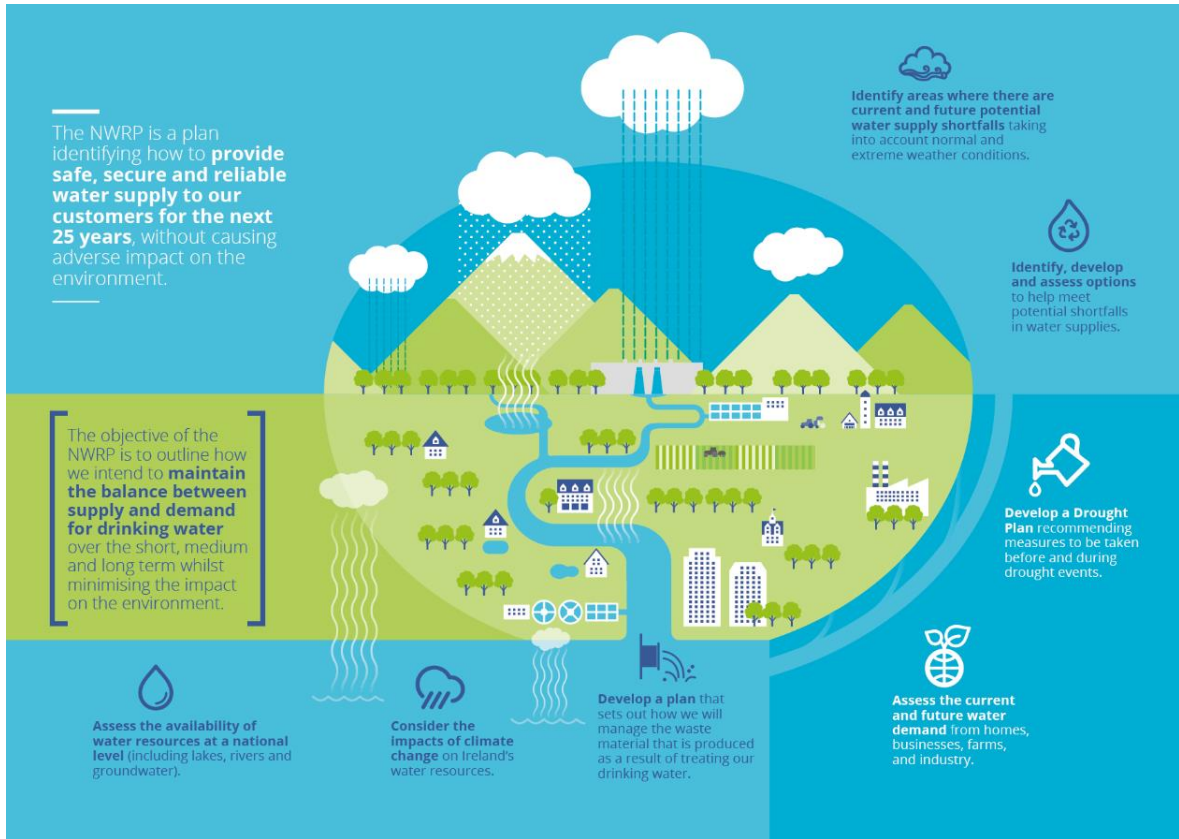 The NWRP is a plan
identifying how to provide
safe, secure and reliable
water supply to our
customers for the next
25 years, without causing
adverse impact on the
environment.
Identify areas where there are
current and future potential
water supply shortfalls taking
into account normal and
extreme weather conditions.
Identify, develop
and assess options
to help meet
potential shortfalls
in water supplies.
The objective of the
NWRP is to outline how
we intend to maintain
the balance between
supply and demand
for drinking water
over the short, medium
and long term whilst
minimising the impact
on the environment.
Develop a Drought
Plan recommending
measures to be taken
before and during
drought events.
Assess the availability of
water resources at a national
level (including lakes, rivers and
groundwater).
Consider the
impacts of climate
change on Ireland's
water resources.
Develop a plan that
sets out how we will
manage the waste
material that is produced
as a result of treating our
drinking water.
Assess the current
and future water
demand from homes,
businesses, farms,
and industry.